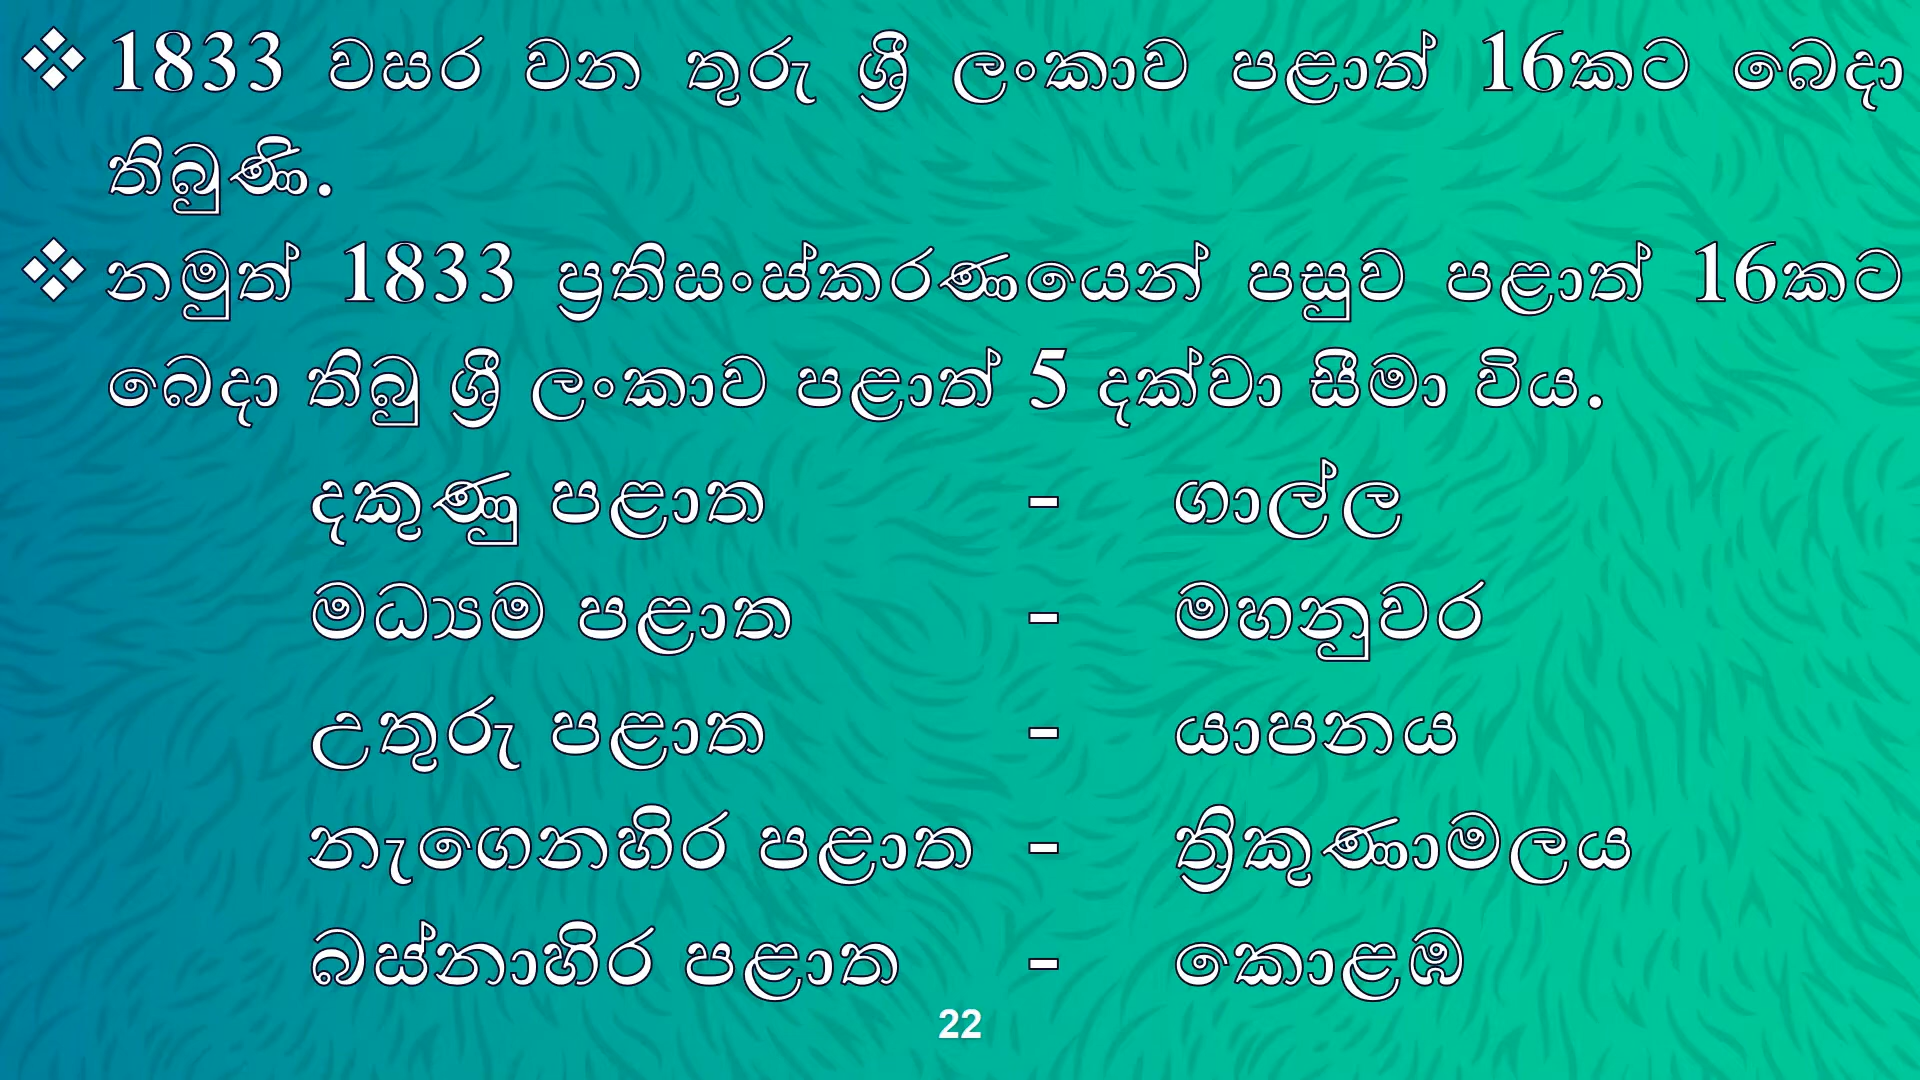 ❖ 1833 වසර වන තුරු ශ්‍රී ලංකාව පළාත් 16කට බෙදා
තිබුණි.
❖ නමුත් 1833 ප්‍රතිසංස්කරණයෙන් පසුව පළාත් 16කට
බෙදා තිබු ශ්‍රී ලංකාව පළාත් 5 දක්වා සීමා විය.
දකුණු පළාත - ගාල්ල
මධ්‍යම පළාත - මහනුවර
උතුරු පළාත - යාපනය
නැගෙනහිර පළාත - ත්‍රිකුණාමලය
බස්නාහිර පළාත - කොළඹ
22